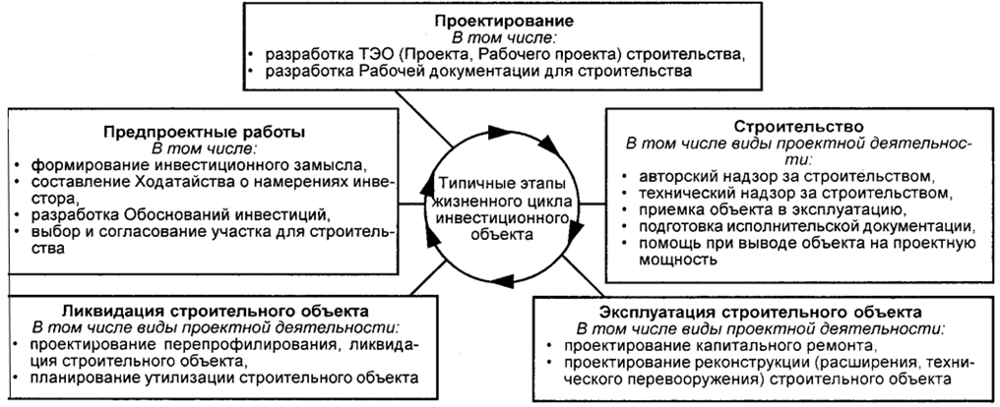 Проектирование
В том числе:
• разработка ТЭО (Проекта, Рабочего проекта) строительства,
• разработка Рабочей документации для строительства
Предпроектные работы
В том числе:
• формирование инвестиционного замысла,
• составление Ходатайства о намерениях инве-
стора,
• разработка Обоснований инвестиций,
• выбор и согласование участка для строитель-
ства
Типичные этапы
жизненного цикла
инвестиционного
объекта
Строительство
В том числе виды проектной деятельнос-
ти:
• авторский надзор за строительством,
• технический надзор за строительством,
• приемка объекта в эксплуатацию,
• подготовка исполнительской документации,
• помощь при выводе объекта на проектную
мощность
Ликвидация строительного объекта
В том числе виды проектной деятельности:
• проектирование перепрофилирования, ликвида-
ция строительного объекта,
• планирование утилизации строительного объекта
Эксплуатация строительного объекта
В том числе виды проектной деятельности:
• проектирование капитального ремонта,
• проектирование реконструкции (расширения, техни-
ческого перевооружения) строительного объекта